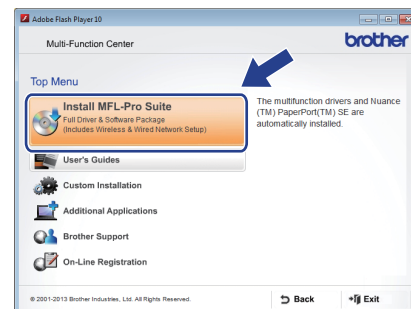 Adobe Flash Player 10
Multi-Function Center
brother
Top Menu
Install MFL-Pro Suite
Full Driver & Software Package
(Includes Wireless & Wired Network Setup)
The multifunction drivers and Nuance
(TM) PaperPort(TM) SE are
automatically installed.
User's Guides
Custom Installation
Additional Applications
Brother Support
On-Line Registration
© 2001-2013 Brother Industries, Ltd. All Rights Reserved.
Back
Exit